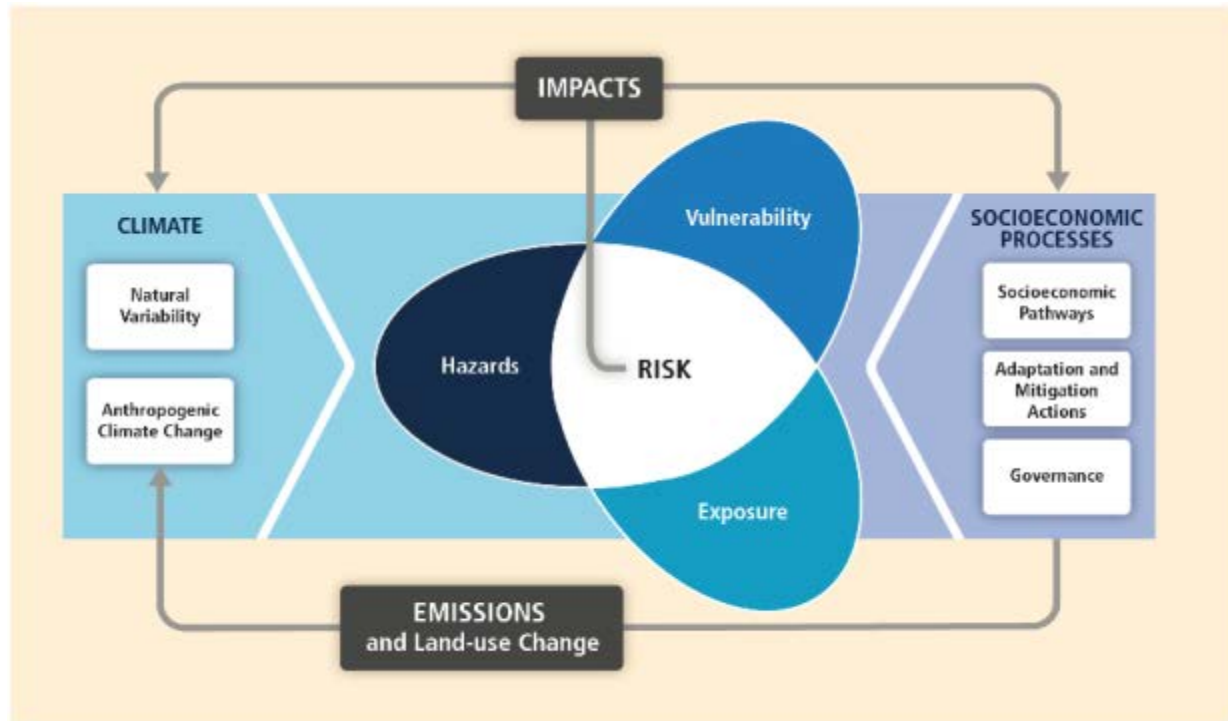 IMPACTS
CLIMATE
Natural
Variability
Anthropogenic
Climate Change
Vulnerability
Hazards
RISK
Exposure
SOCIOECONOMIC
PROCESSES
Socioeconomic
Pathways
Adaptation and
Mitigation
Actions
Governance
EMISSIONS
and Land-use Change